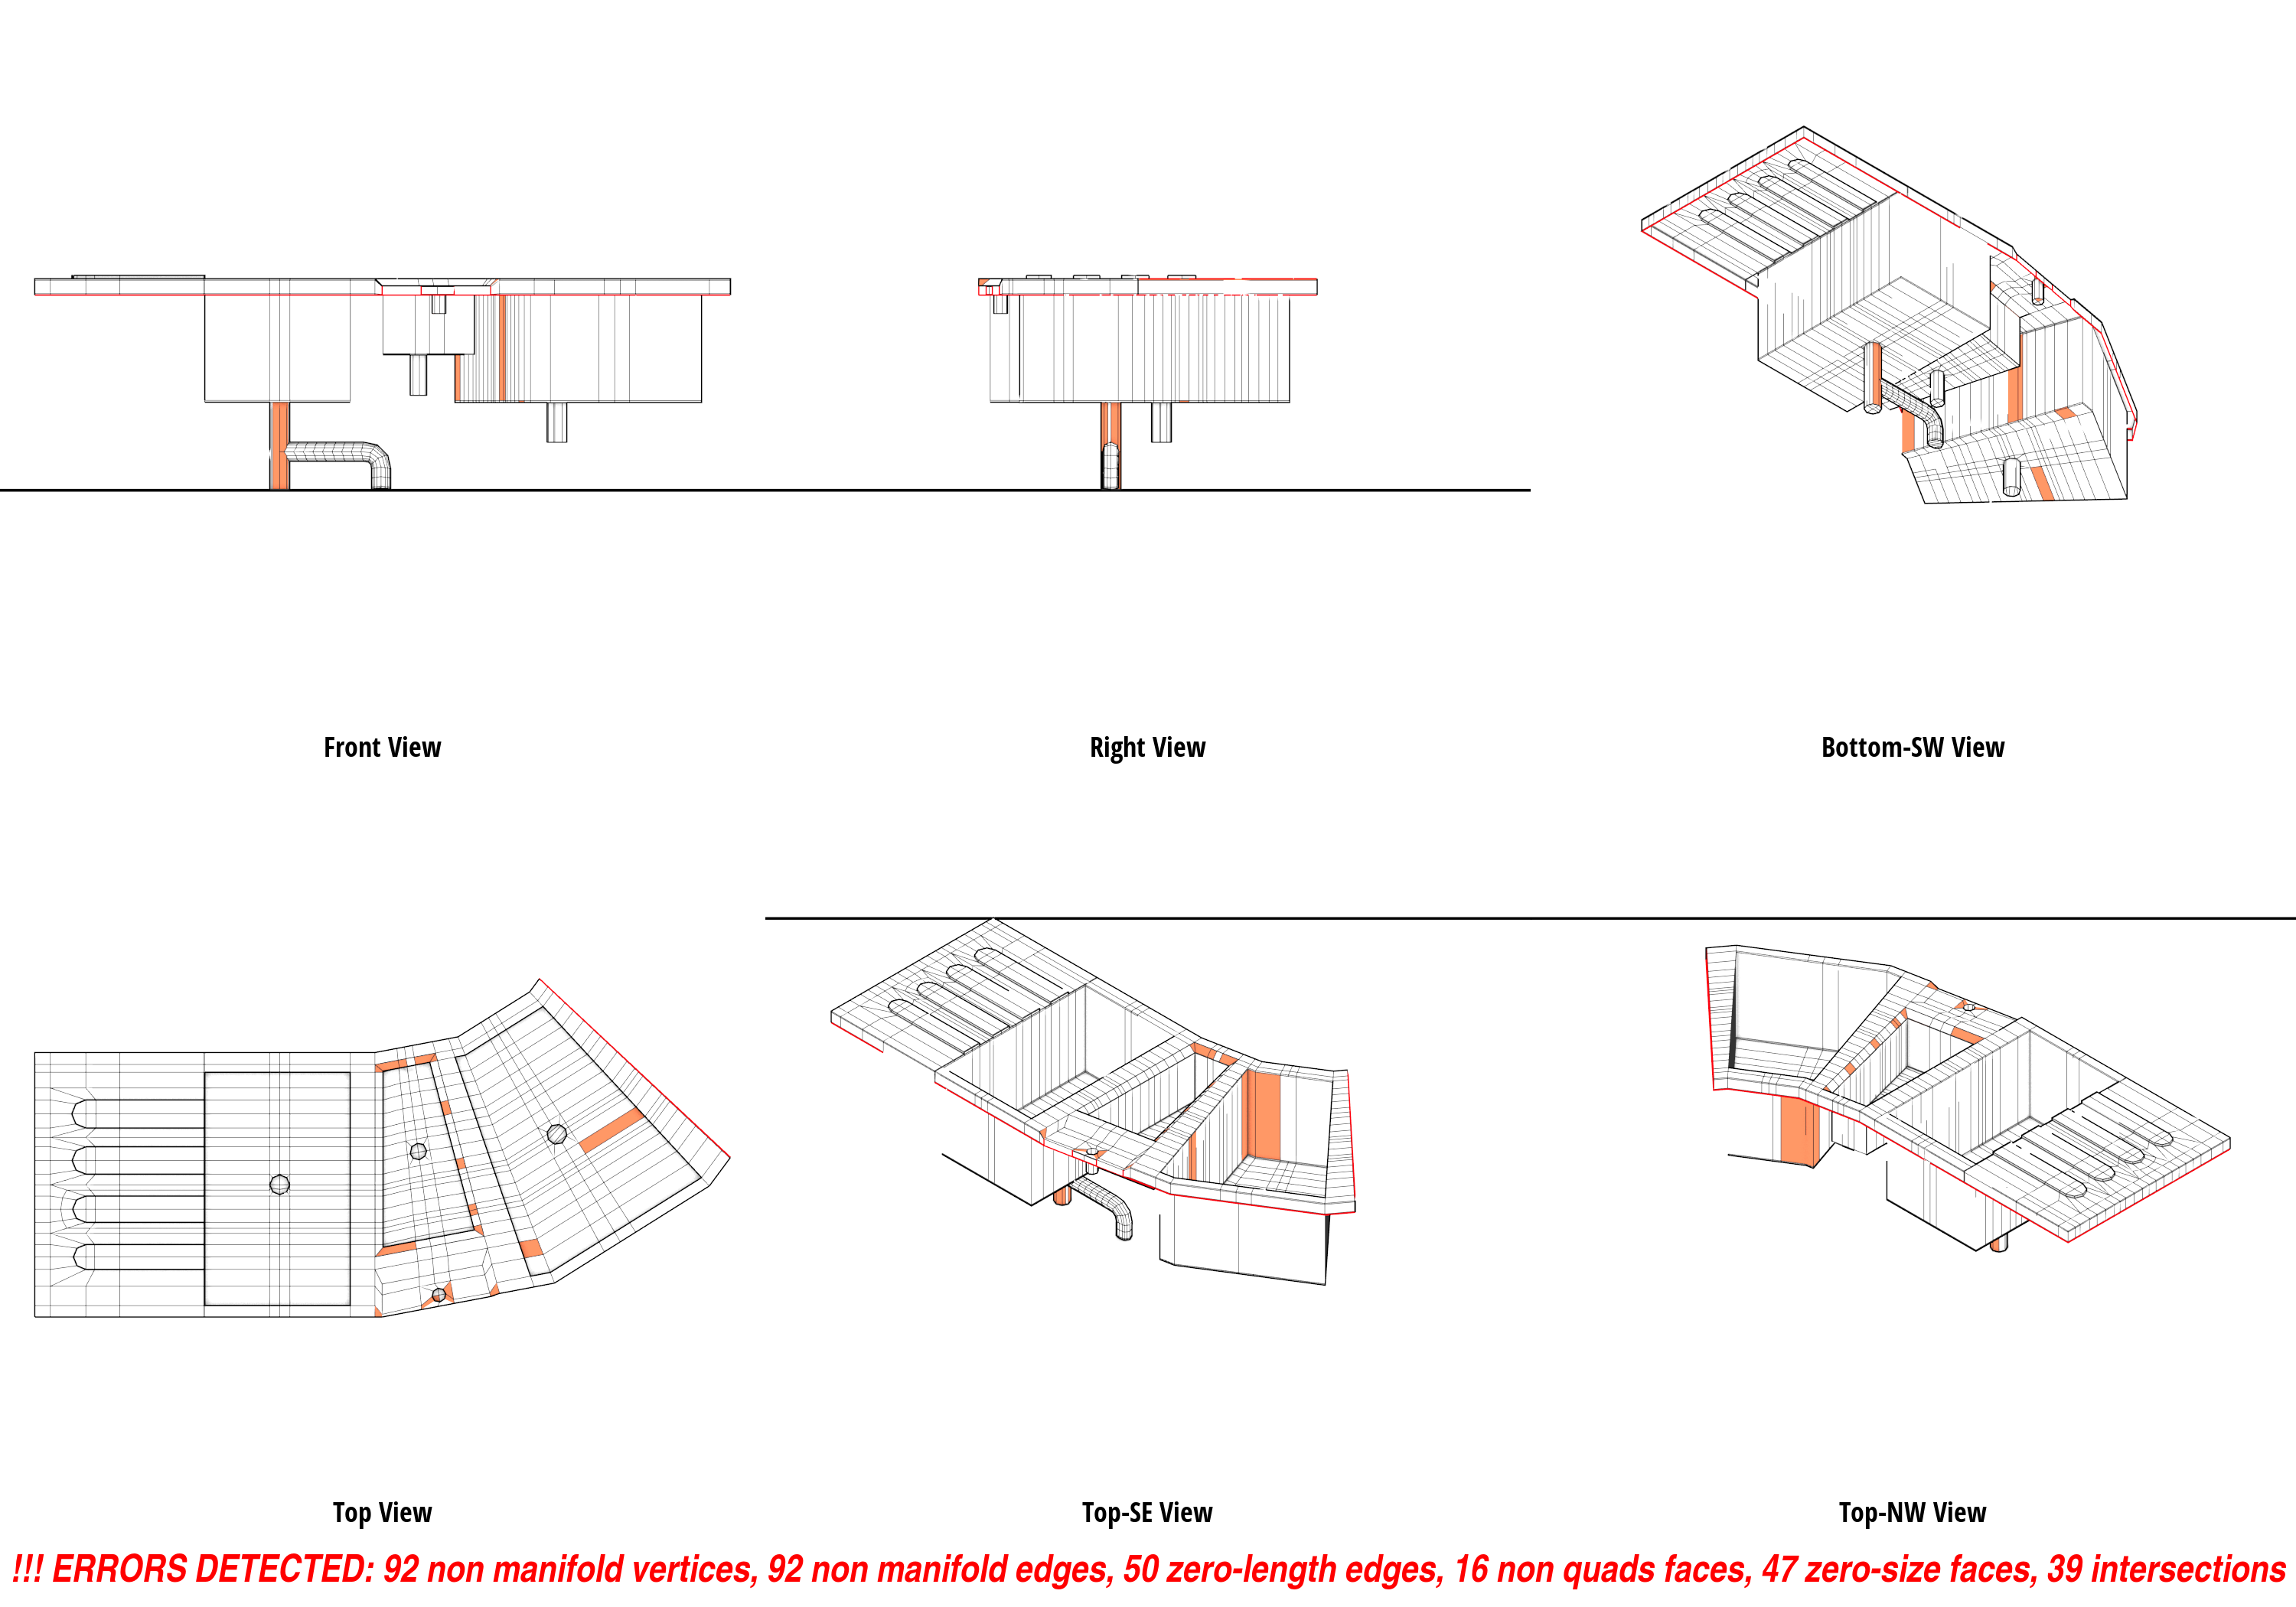 Front View
Right View
Bottom-SW View
Top View
Top-SE View
Top-NW View
!!! ERRORS DETECTED: 92 non manifold vertices, 92 non manifold edges, 50 zero-length edges, 16 non quads faces, 47 zero-size faces, 39 intersections